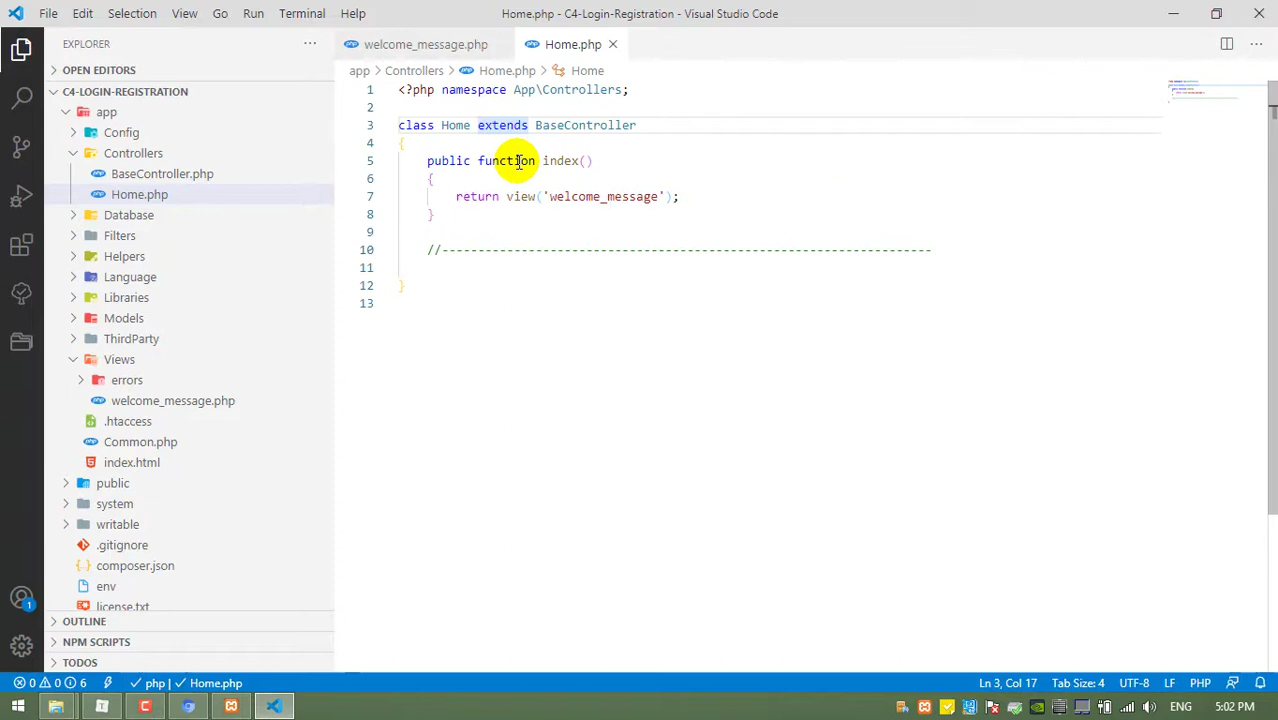 File Edit Selection View Go Run Terminal Help
Home.php - C4-Login-Registration - Visual Studio Code
EXPLORER
OPEN EDITORS
C4-LOGIN-REGISTRATION
app
Config
Controllers
BaseController.php
Home.php
Database
Filters
Helpers
Language
Libraries
Models
ThirdParty
Views
errors
welcome_message.php
.htaccess
Common.php
index.html
public
system
writable
.gitignore
composer.json
env
license.txt
OUTLINE
NPM SCRIPTS
TODOS
welcome_message.php Home.php
app > Controllers > Home.php > Home
1 <?php namespace App\Controllers;
2
3 class Home extends BaseController
4 {
5 public function index()
6 {
7 return view('welcome_message');
8 }
9
10 //--------------------------------------------------------------------
11
12 }
13
1
0 0 6 php Home.php
Ln 3, Col 17 Tab Size: 4 UTF-8 LF PHP
ENG 5:02 PM